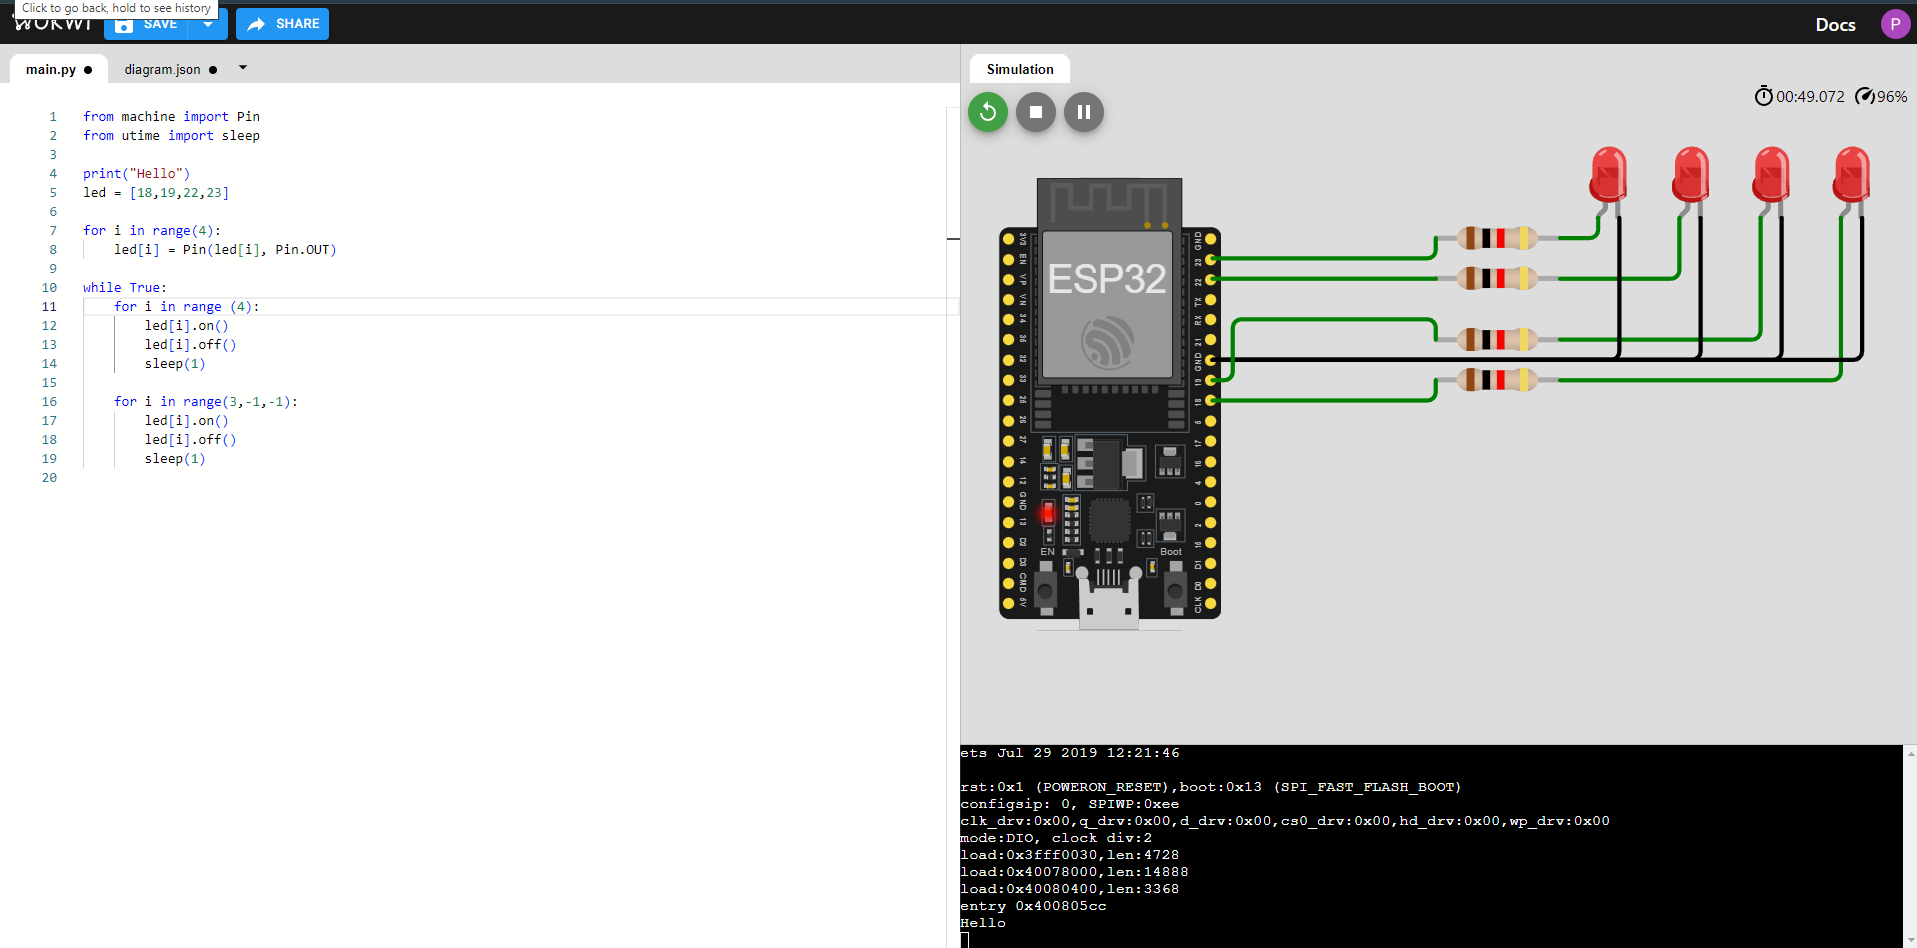 Click to go back, hold to see history
WOKWI SAVE SHARE Docs P
main.py diagram.json
1 from machine import Pin
2 from utime import sleep
3
4 print("Hello")
5 led = [18,19,22,23]
6
7 for i in range(4):
8 led[i] = Pin(led[i], Pin.OUT)
9
10 while True:
11 for i in range (4):
12 led[i].on()
13 led[i].off()
14 sleep(1)
15
16 for i in range(3,-1,-1):
17 led[i].on()
18 led[i].off()
19 sleep(1)
20
Simulation
00:49.072 96%
ESP32
3V3
EN
VP
VN
34
35
32
33
25
26
27
14
12
GND
13
D2
D3
CMD
5V
GND
23
22
TX
RX
21
GND
19
18
5
17
16
4
0
2
15
D1
D0
CLK
EN
Boot
ets Jul 29 2019 12:21:46
rst:0x1 (POWERON_RESET),boot:0x13 (SPI_FAST_FLASH_BOOT)
configsip: 0, SPIWP:0xee
clk_drv:0x00,q_drv:0x00,d_drv:0x00,cs0_drv:0x00,hd_drv:0x00,wp_drv:0x00
mode:DIO, clock div:2
load:0x3fff0030,len:4728
load:0x40078000,len:14888
load:0x40080400,len:3368
entry 0x400805cc
Hello